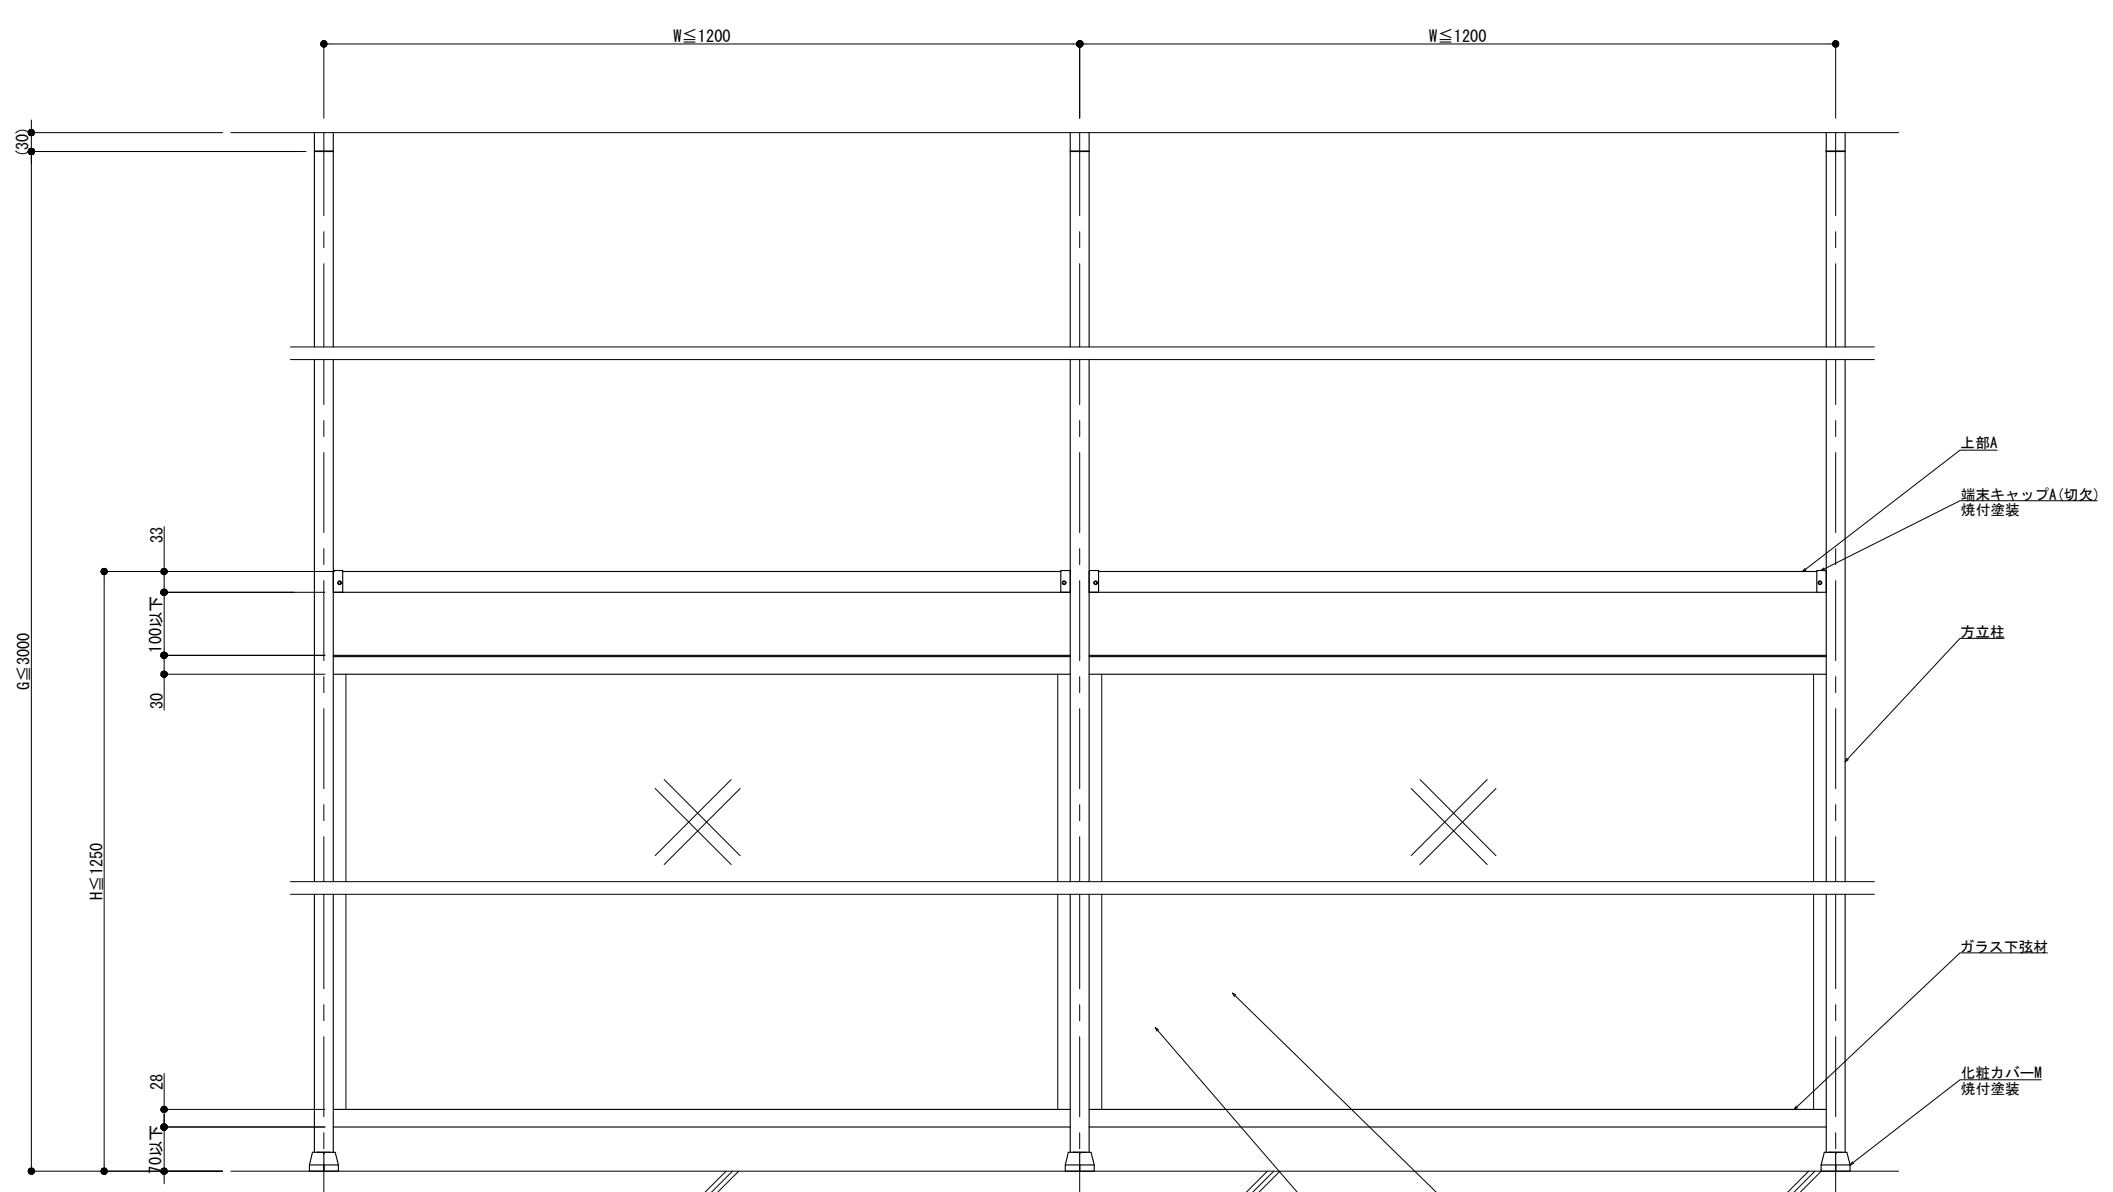 W≦1200
W≦1200
(30)
上部A
端末キャップA(切欠)
焼付塗装
33
100以下
方立柱
G≦3000
30
H≦1250
ガラス下弦材
28
化粧カバーM
焼付塗装
70以下